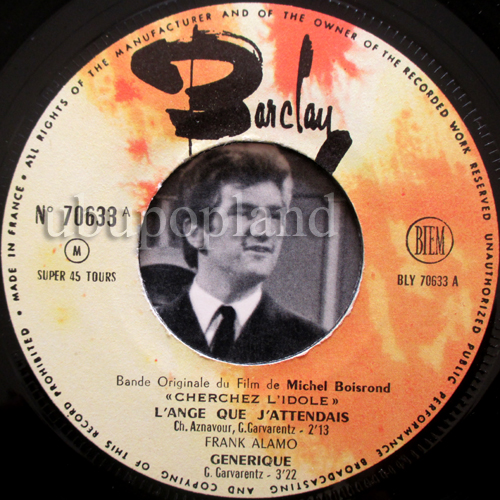 MADE IN FRANCE • ALL RIGHTS OF THE MANUFACTURER AND OF THE OWNER OF THE RECORDED WORK RESERVED • UNAUTHORIZED PUBLIC PERFORMANCE BROADCASTING AND COPYING OF THIS RECORD PROHIBITED •
Barclay
N° 70633 A
ubupopland
M
BIEM
SUPER 45 TOURS
BLY 70633 A
Bande Originale du Film de Michel Boisrond
«CHERCHEZ L'IDOLE»
L'ANGE QUE J'ATTENDAIS
Ch. Aznavour, G. Garvarentz - 2'13
FRANK ALAMO
GENERIQUE
G. Garvarentz - 3'22